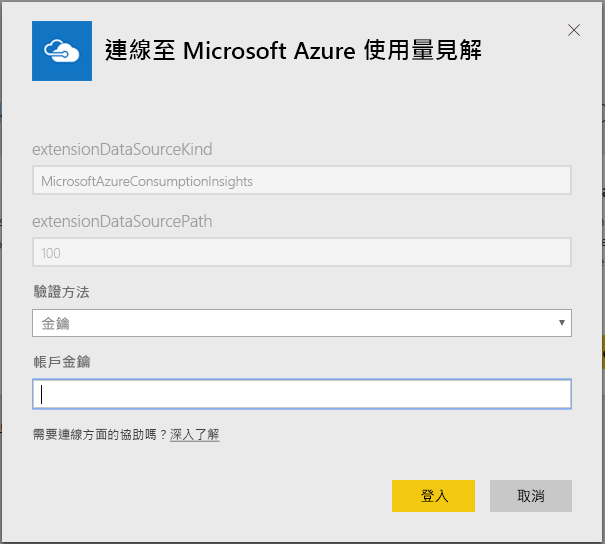 連線至 Microsoft Azure 使用量見解
extensionDataSourceKind
MicrosoftAzureConsumptionInsights
extensionDataSourcePath
100
驗證方法
金鑰
帳戶金鑰
需要連線方面的協助嗎？深入了解
登入 取消